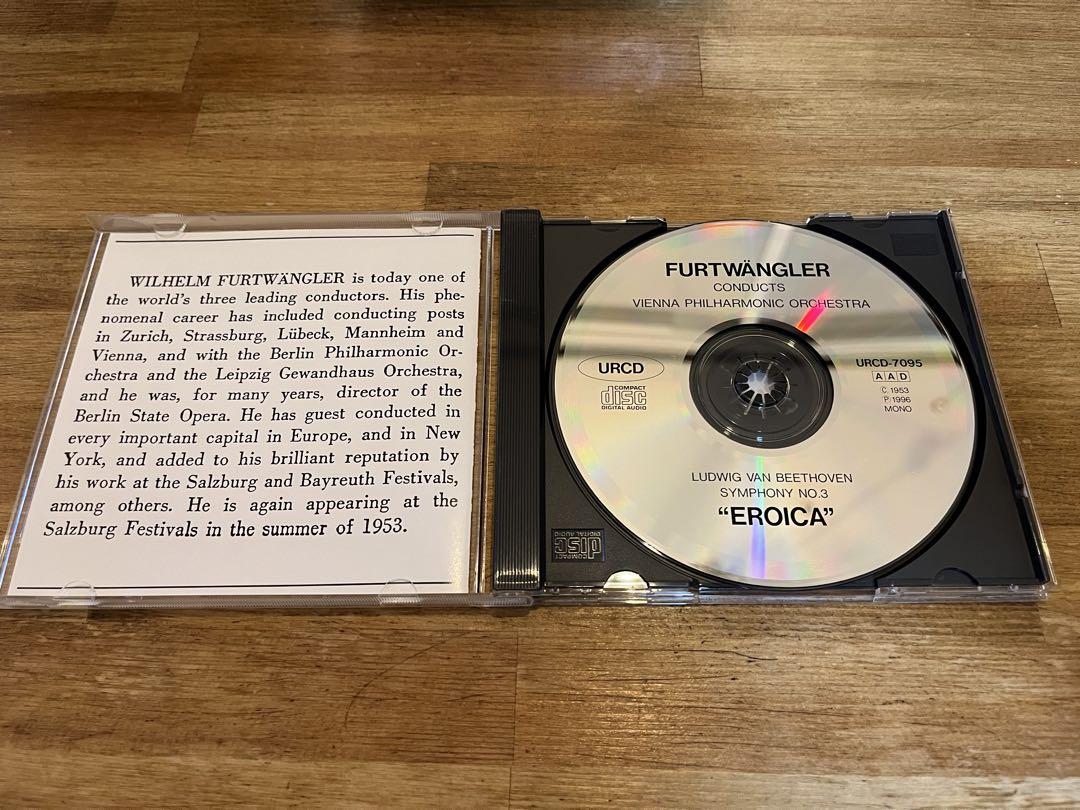 WILHELM FURTWÄNGLER is today one of
the world's three leading conductors. His phe-
nomenal career has included conducting posts
in Zurich, Strassburg, Lübeck, Mannheim and
Vienna, and with the Berlin Philharmonic Or-
chestra and the Leipzig Gewandhaus Orchestra,
and he was, for many years, director of the
Berlin State Opera. He has guest conducted in
every important capital in Europe, and in New
York, and added to his brilliant reputation by
his work at the Salzburg and Bayreuth Festivals,
among others. He is again appearing at the
Salzburg Festivals in the summer of 1953.
FURTWÄNGLER
CONDUCTS
VIENNA PHILHARMONIC ORCHESTRA
URCD
COMPACT
disc
DIGITAL AUDIO
URCD-7095
AAD
C. 1953
P. 1996
MONO
LUDWIG VAN BEETHOVEN
SYMPHONY NO.3
"EROICA"
COMPACT
disc
DIGITAL AUDIO